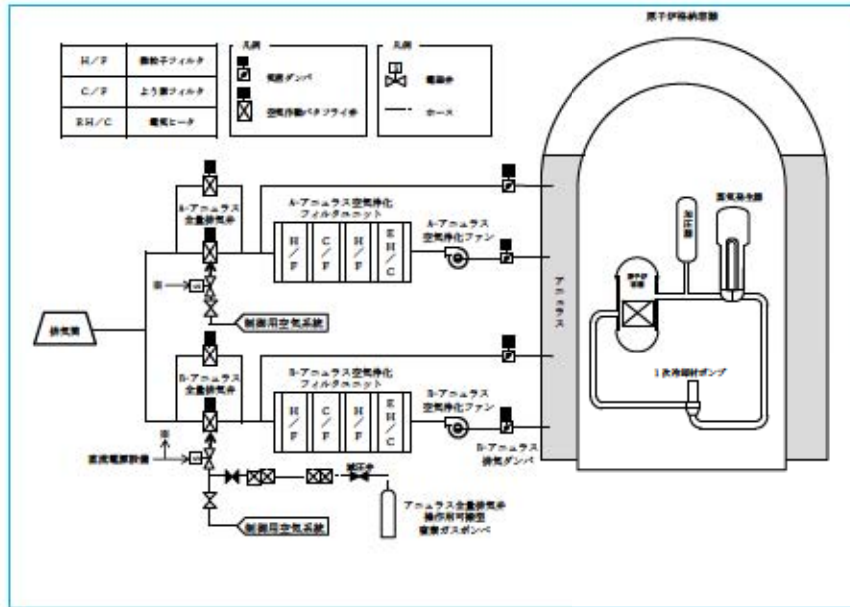 原子炉格納容器
H/F 微粒子フィルタ
C/F よう素フィルタ
EH/C 電気ヒータ
凡例
気密ダンパ
空気作動バタフライ弁
凡例
電磁弁
ホース
A-アニュラス
全量排気弁
A-アニュラス空気浄化
フィルタユニット
H/F
C/F
H/F
EH/C
A-アニュラス
空気浄化ファン
制御用空気系統
排気筒
B-アニュラス
全量排気弁
B-アニュラス空気浄化
フィルタユニット
H/F
C/F
H/F
EH/C
B-アニュラス
空気浄化ファン
B-アニュラス
排気ダンパ
直流電源設備
減圧弁
制御用空気系統
アニュラス全量排気弁
操作用可搬型
窒素ガスボンベ
アニュラス
加圧器
蒸気発生器
原子炉
容器
1次冷却材ポンプ